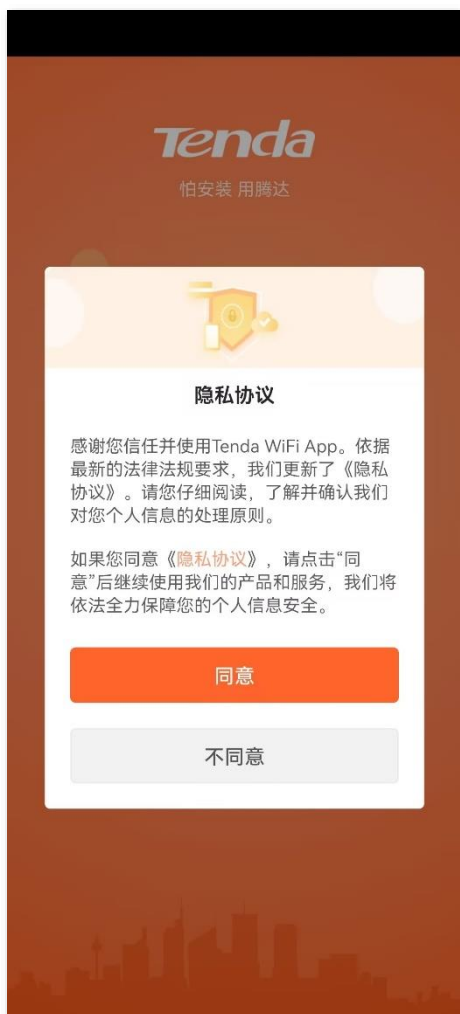 Tenda
怕安装 用腾达
隐私协议
感谢您信任并使用Tenda WiFi App。依据
最新的法律法规要求，我们更新了《隐私
协议》。请您仔细阅读，了解并确认我们
对您个人信息的处理原则。
如果您同意《隐私协议》，请点击“同
意”后继续使用我们的产品和服务，我们将
依法全力保障您的个人信息安全。
同意
不同意